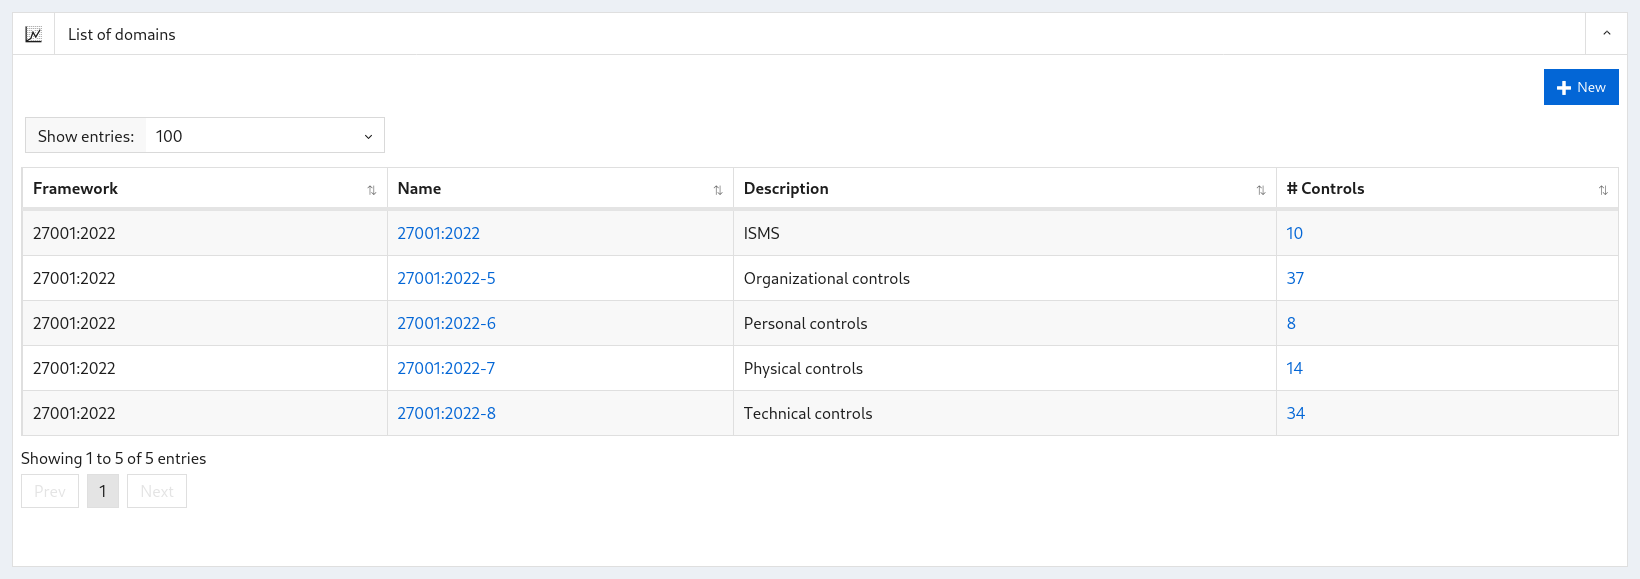 List of domains
New
Show entries: 100
Framework Name Description # Controls
27001:2022 27001:2022 ISMS 10
27001:2022 27001:2022-5 Organizational controls 37
27001:2022 27001:2022-6 Personal controls 8
27001:2022 27001:2022-7 Physical controls 14
27001:2022 27001:2022-8 Technical controls 34
Showing 1 to 5 of 5 entries
Prev 1 Next